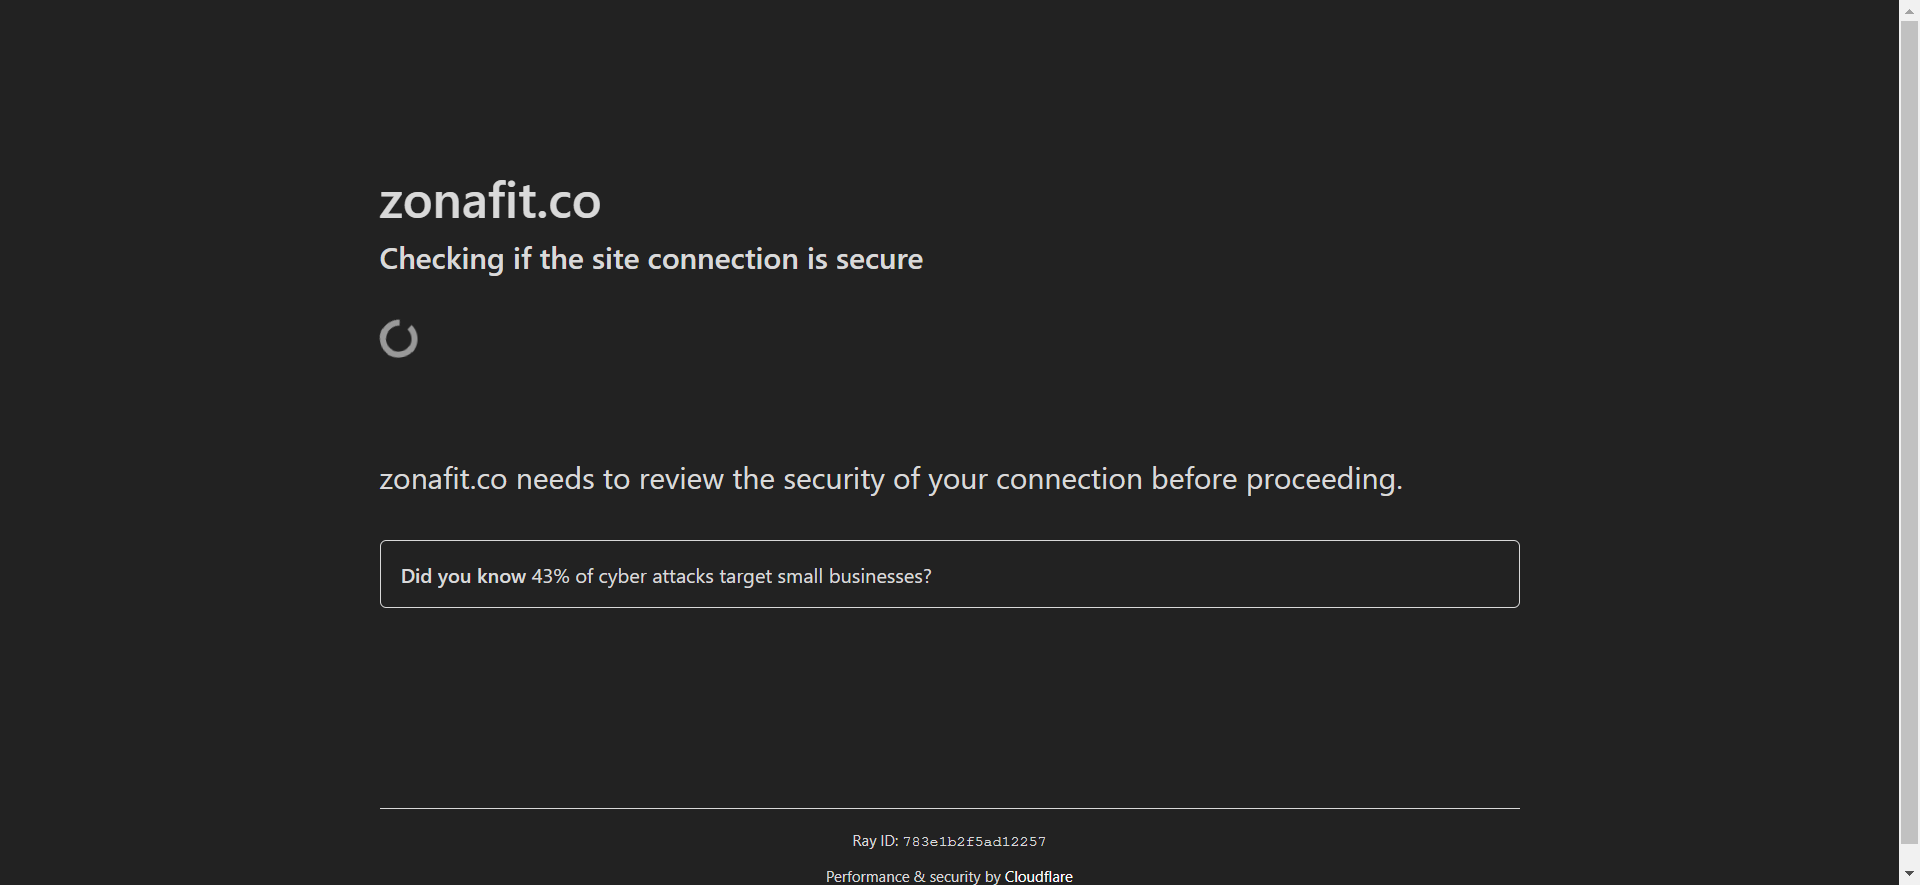 zonafit.co
Checking if the site connection is secure
zonafit.co needs to review the security of your connection before proceeding.
Did you know 43% of cyber attacks target small businesses?
Ray ID: 783e1b2f5ad12257
Performance & security by Cloudflare